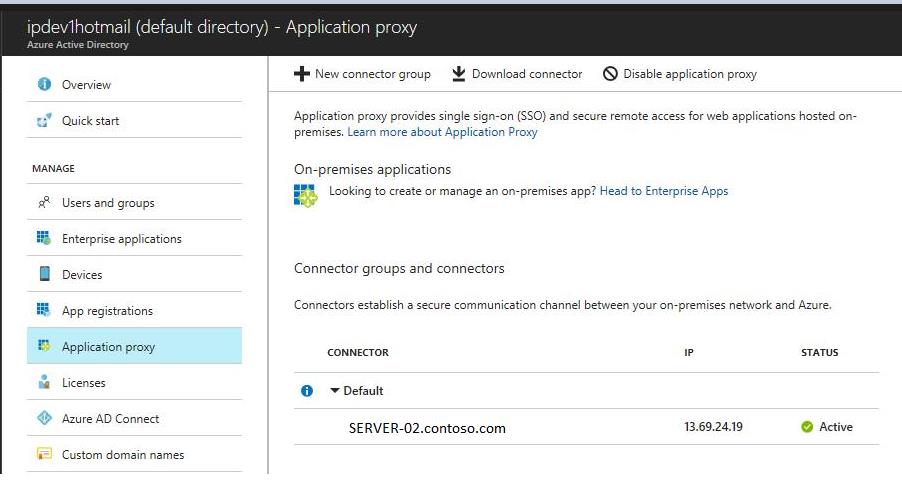 ipdev1hotmail (default directory) - Application proxy
Azure Active Directory
Overview
Quick start
MANAGE
Users and groups
Enterprise applications
Devices
App registrations
Application proxy
Licenses
Azure AD Connect
Custom domain names
New connector group
Download connector
Disable application proxy
Application proxy provides single sign-on (SSO) and secure remote access for web applications hosted on-
premises. Learn more about Application Proxy
On-premises applications
Looking to create or manage an on-premises app? Head to Enterprise Apps
Connector groups and connectors
Connectors establish a secure communication channel between your on-premises network and Azure.
CONNECTOR IP STATUS
Default
SERVER-02.contoso.com 13.69.24.19 Active